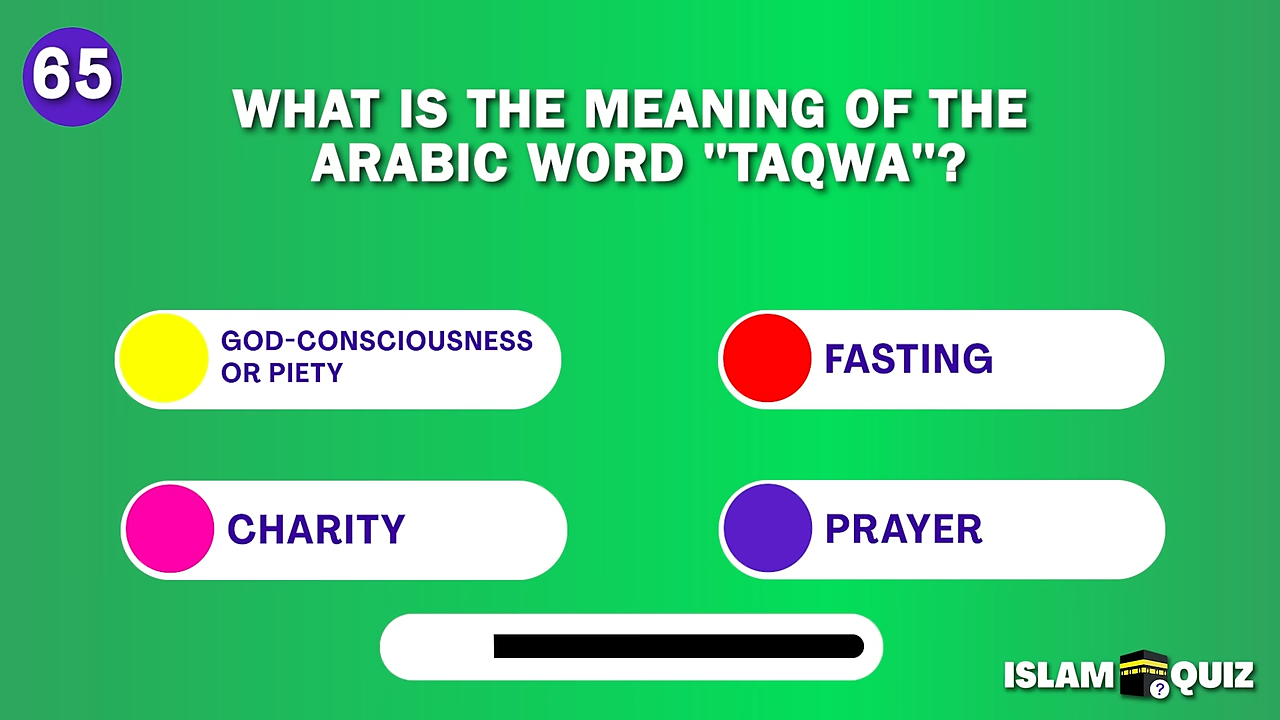 65
WHAT IS THE MEANING OF THE
ARABIC WORD "TAQWA"?
GOD-CONSCIOUSNESS
OR PIETY
FASTING
CHARITY
PRAYER
ISLAM QUIZ
?